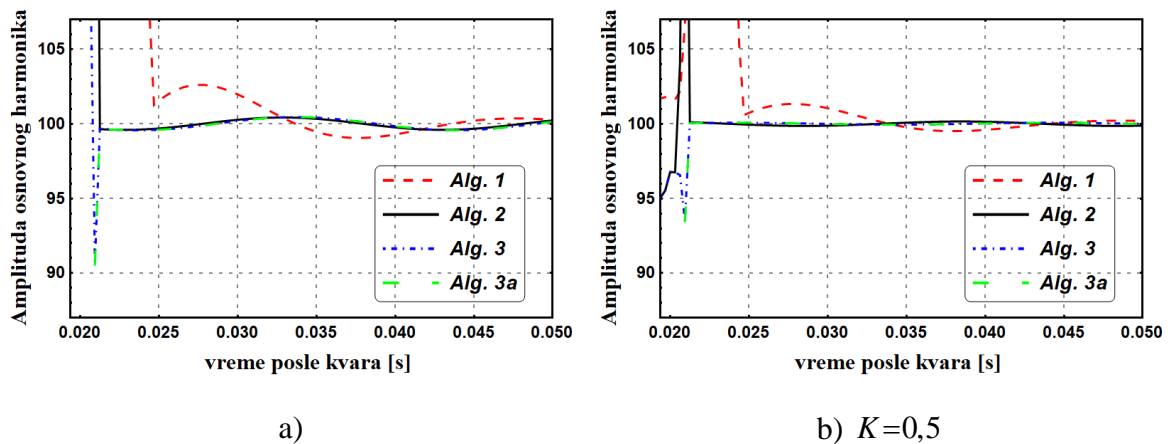 Amplituda osnovnog harmonika
105
100
95
90
Alg. 1
Alg. 2
Alg. 3
Alg. 3a
0.020 0.025 0.030 0.035 0.040 0.045 0.050
vreme posle kvara [s]
a)
Amplituda osnovnog harmonika
105
100
95
90
Alg. 1
Alg. 2
Alg. 3
Alg. 3a
0.020 0.025 0.030 0.035 0.040 0.045 0.050
vreme posle kvara [s]
b) K=0,5